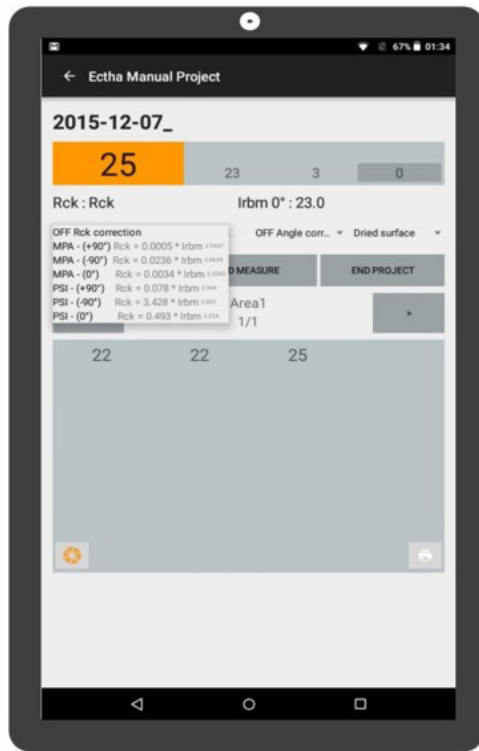 67% 01:34
← Ectha Manual Project
2015-12-07_
25 23 3 0
Rck : Rck Irbm 0° : 23.0
OFF Rck correction
OFF Angle corr... Dried surface
MPA - (+90°) Rck = 0.0005 * Irbm
MPA - (-90°) Rck = 0.0236 * Irbm
MPA - (0°) Rck = 0.0034 * Irbm
PSI - (+90°) Rck = 0.078 * Irbm
PSI - (-90°) Rck = 3.428 * Irbm
PSI - (0°) Rck = 0.493 * Irbm
D MEASURE END PROJECT
Area1
1/1 >
22 22 25